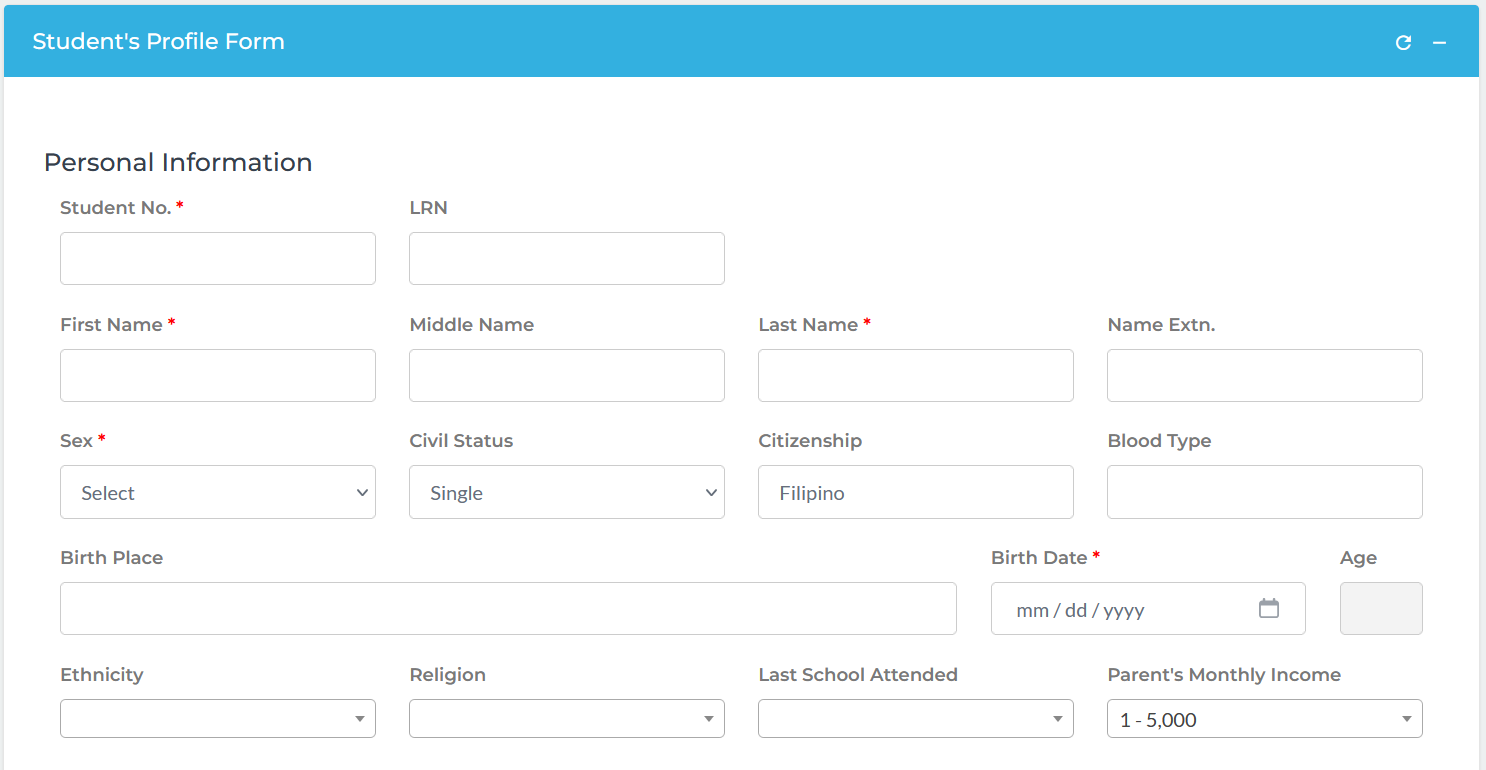 Student's Profile Form
Personal Information
Student No. * LRN
First Name * Middle Name Last Name * Name Extn.
Sex * Civil Status Citizenship Blood Type
Select Single Filipino
Birth Place Birth Date * Age
mm / dd / yyyy
Ethnicity Religion Last School Attended Parent's Monthly Income
1 - 5,000